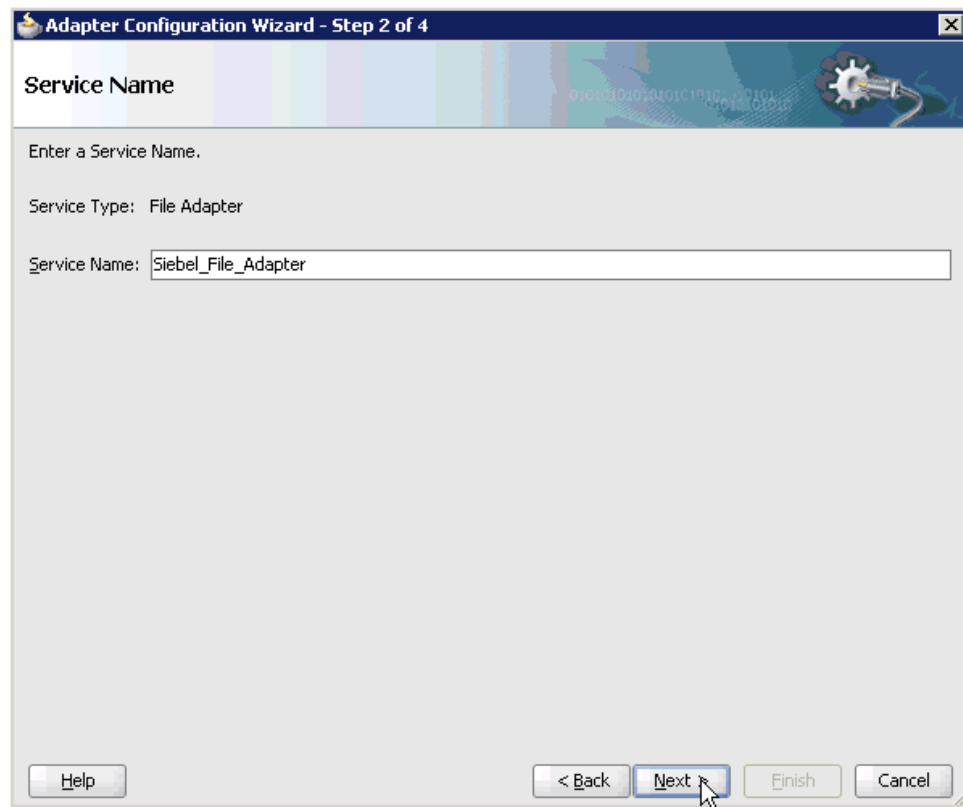 Adapter Configuration Wizard - Step 2 of 4
Service Name
Enter a Service Name.
Service Type: File Adapter
Service Name: Siebel_File_Adapter
Help
< Back
Next >
Finish
Cancel